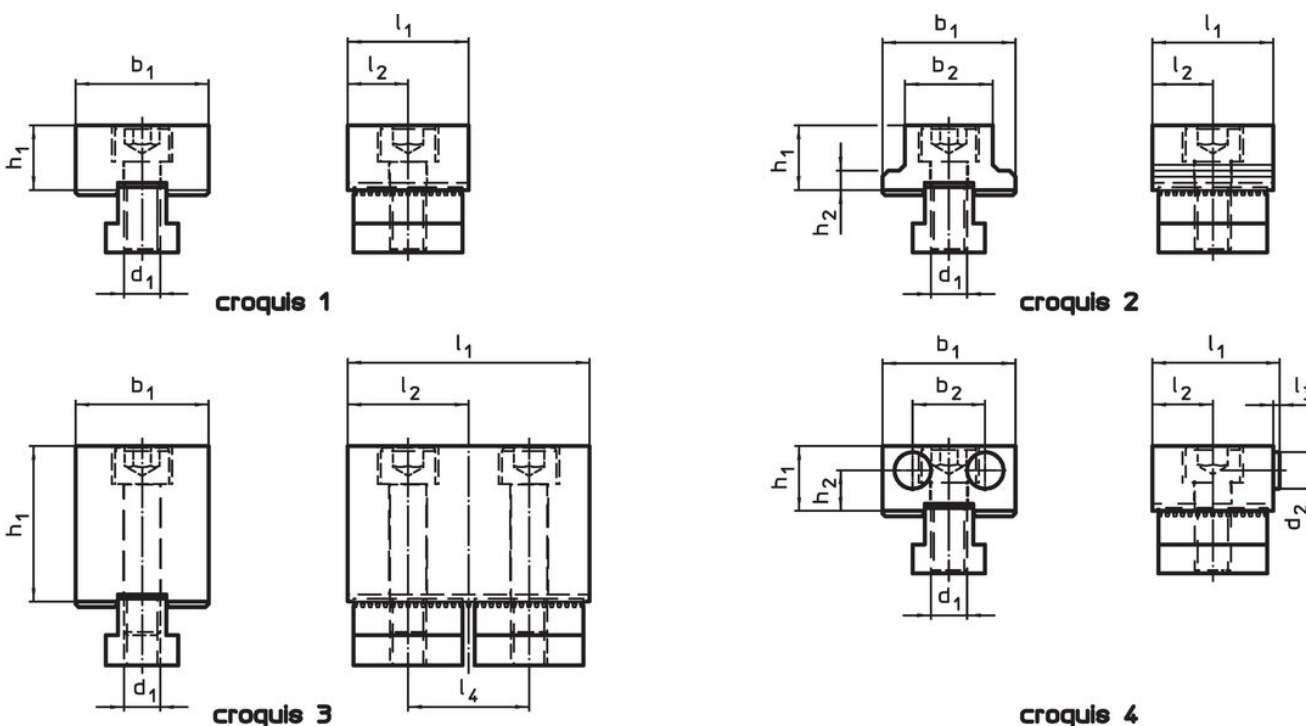 b₁
l₁
l₂
h₁
d₁
croquis 1
b₁
b₂
l₁
l₂
h₁
h₂
d₁
croquis 2
b₁
l₁
l₂
h₁
d₁
l₄
croquis 3
b₁
b₂
l₁
l₂
l₃
h₁
h₂
d₂
d₁
croquis 4